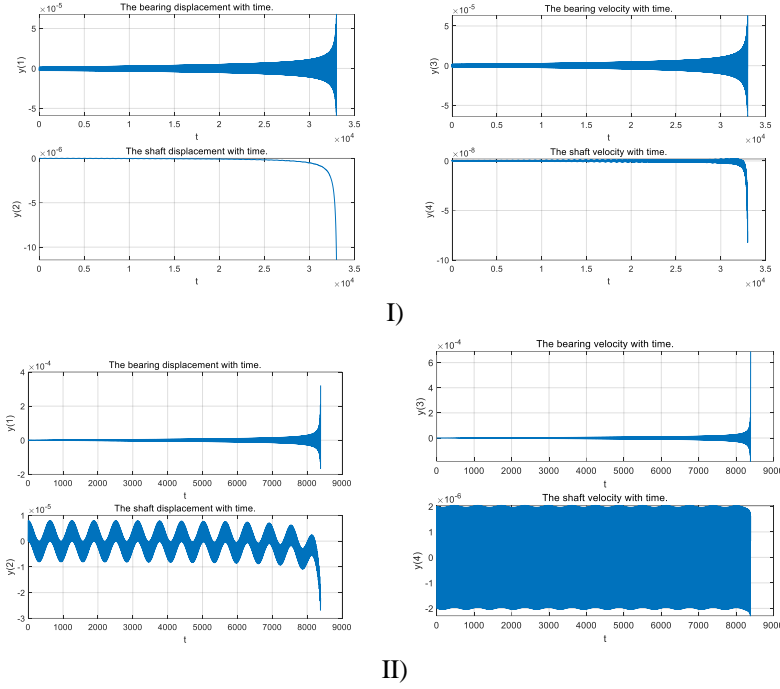 The bearing displacement with time.
×10^-5
y(1)
5
0
-5
0 0.5 1 1.5 2 2.5 3 3.5
t
×10^4
The shaft displacement with time.
×10^-6
y(2)
0
-5
-10
0 0.5 1 1.5 2 2.5 3 3.5
t
×10^4
The bearing velocity with time.
×10^-5
y(3)
5
0
-5
0 0.5 1 1.5 2 2.5 3 3.5
t
×10^4
The shaft velocity with time.
×10^-8
y(4)
0
-5
-10
0 0.5 1 1.5 2 2.5 3 3.5
t
×10^4
I)
The bearing displacement with time.
×10^-4
y(1)
4
2
0
-2
0 1000 2000 3000 4000 5000 6000 7000 8000 9000
t
The shaft displacement with time.
×10^-5
y(2)
1
0
-1
-2
-3
0 1000 2000 3000 4000 5000 6000 7000 8000 9000
t
The bearing velocity with time.
×10^-4
y(3)
6
4
2
0
0 1000 2000 3000 4000 5000 6000 7000 8000 9000
t
The shaft velocity with time.
×10^-6
y(4)
2
1
0
-1
-2
0 1000 2000 3000 4000 5000 6000 7000 8000 9000
t
II)